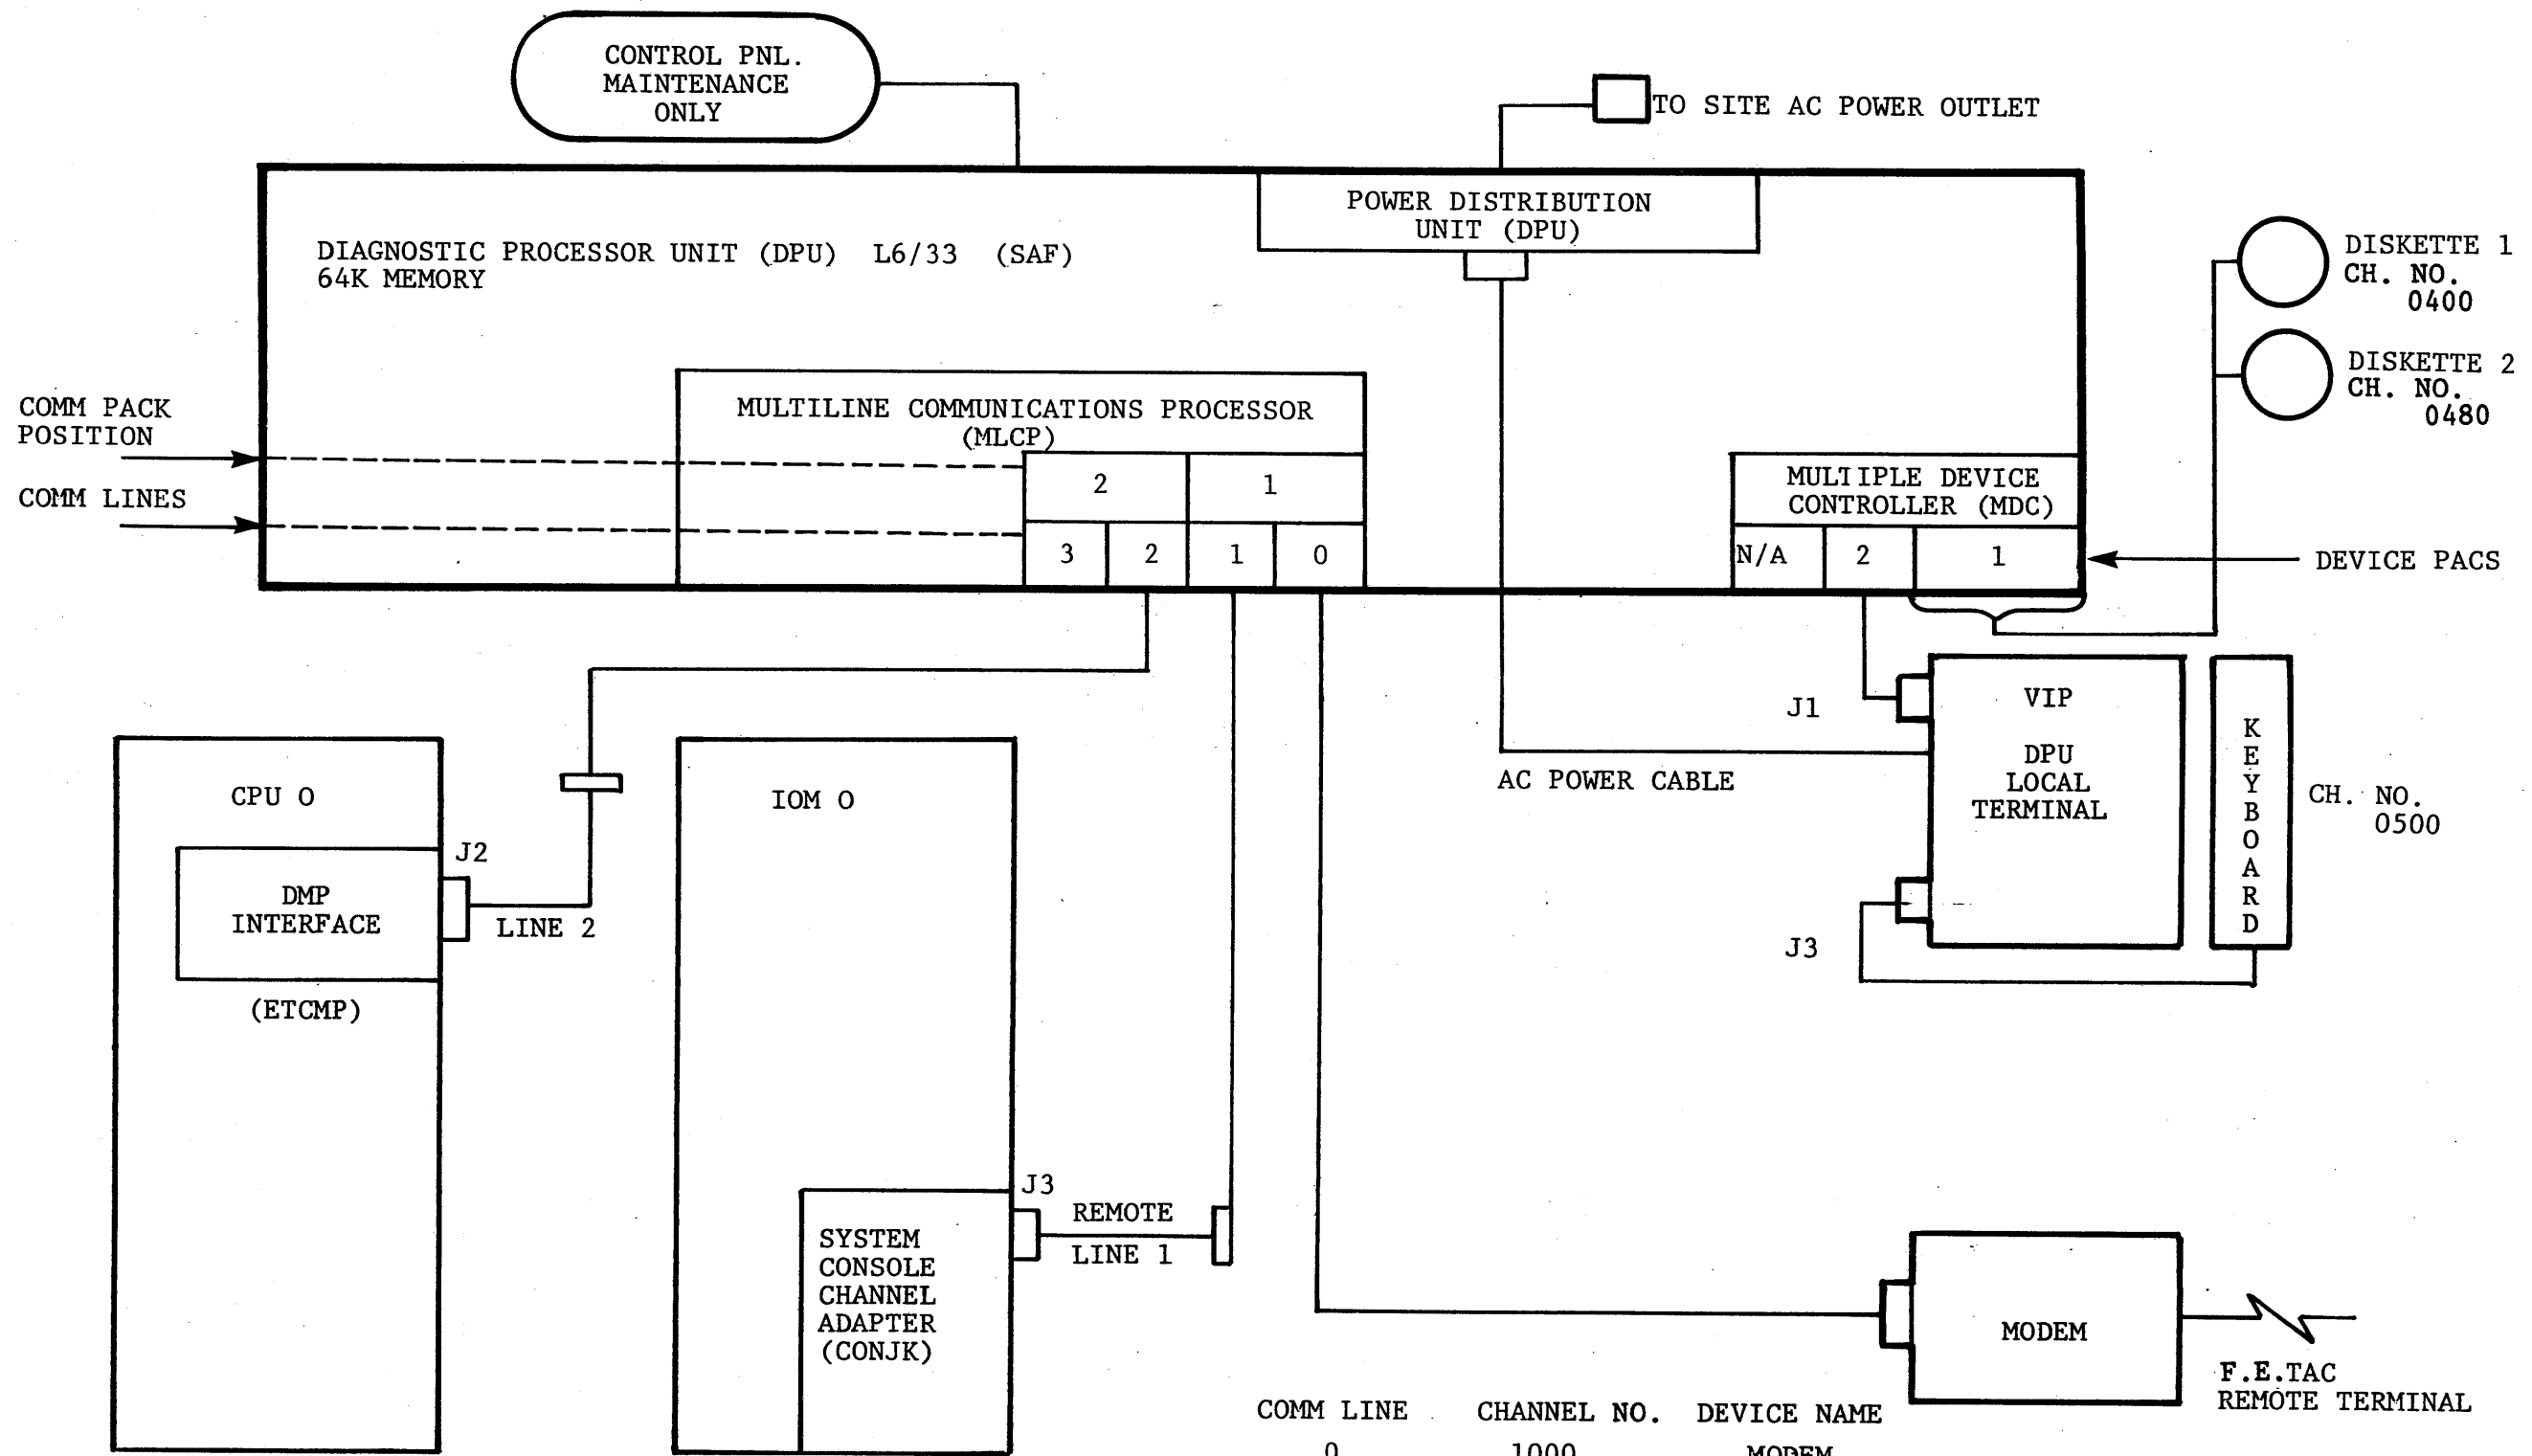 CONTROL PNL.
MAINTENANCE
ONLY
TO SITE AC POWER OUTLET
POWER DISTRIBUTION
UNIT (DPU)
DIAGNOSTIC PROCESSOR UNIT (DPU) L6/33 (SAF)
64K MEMORY
DISKETTE 1
CH. NO.
0400
DISKETTE 2
CH. NO.
0480
COMM PACK
POSITION
COMM LINES
MULTILINE COMMUNICATIONS PROCESSOR
(MLCP)
2 1
3 2 1 0
MULTIPLE DEVICE
CONTROLLER (MDC)
N/A 2 1
DEVICE PACS
J1
VIP
DPU
LOCAL
TERMINAL
J3
KEYBOARD
CH. NO.
0500
AC POWER CABLE
CPU 0
J2
DMP
INTERFACE
LINE 2
(ETCMP)
IOM 0
J3
REMOTE
LINE 1
SYSTEM
CONSOLE
CHANNEL
ADAPTER
(CONJK)
MODEM
F.E.TAC
REMOTE TERMINAL
COMM LINE CHANNEL NO. DEVICE NAME
0 1000 MODEM